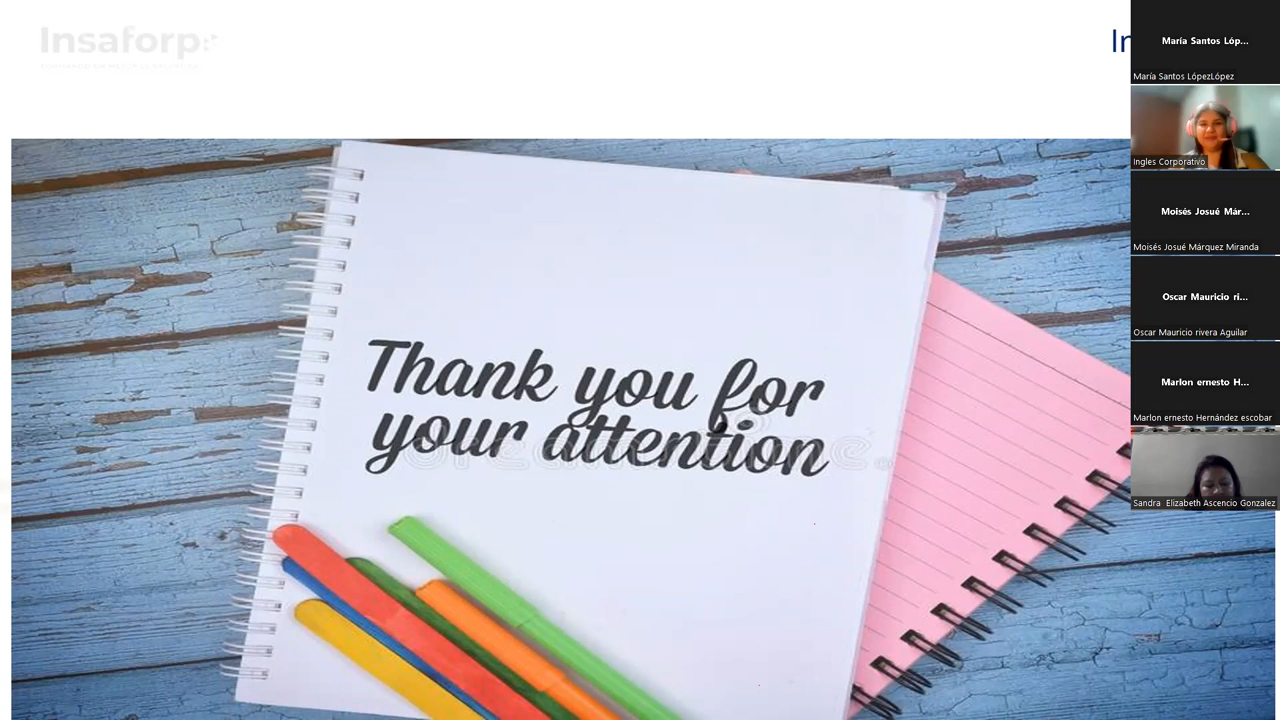 Insaforp
In
Thank you for
your attention
dreamstime
María Santos Lóp...
María Santos LópezLópez
Ingles Corporativo
Moisés Josué Már...
Moisés Josué Márquez Miranda
Oscar Mauricio ri...
Oscar Mauricio rivera Aguilar
Marlon ernesto H...
Marlon ernesto Hernández escobar
Sandra Elizabeth Ascencio Gonzalez